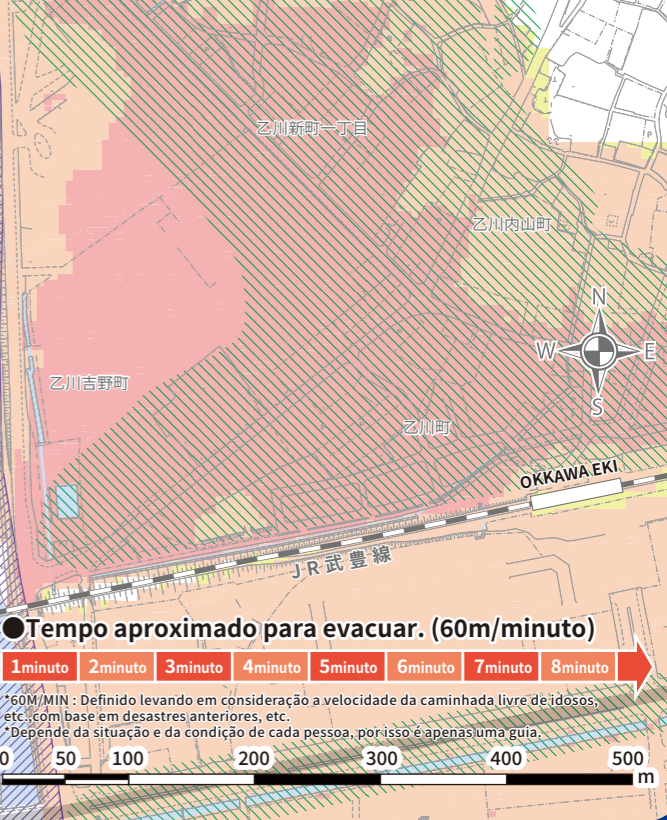 乙川新町一丁目
P
乙川内山町
N
W E
S
乙川吉野町
乙川町
OKKAWA EKI
JR武豊線
●Tempo aproximado para evacuar. (60m/minuto)
1minuto 2minuto 3minuto 4minuto 5minuto 6minuto 7minuto 8minuto
*60M/MIN : Definido levando em consideração a velocidade da caminhada livre de idosos,
etc., com base em desastres anteriores, etc.
*Depende da situação e da condição de cada pessoa, por isso é apenas uma guia.
0 50 100 200 300 400 500
m